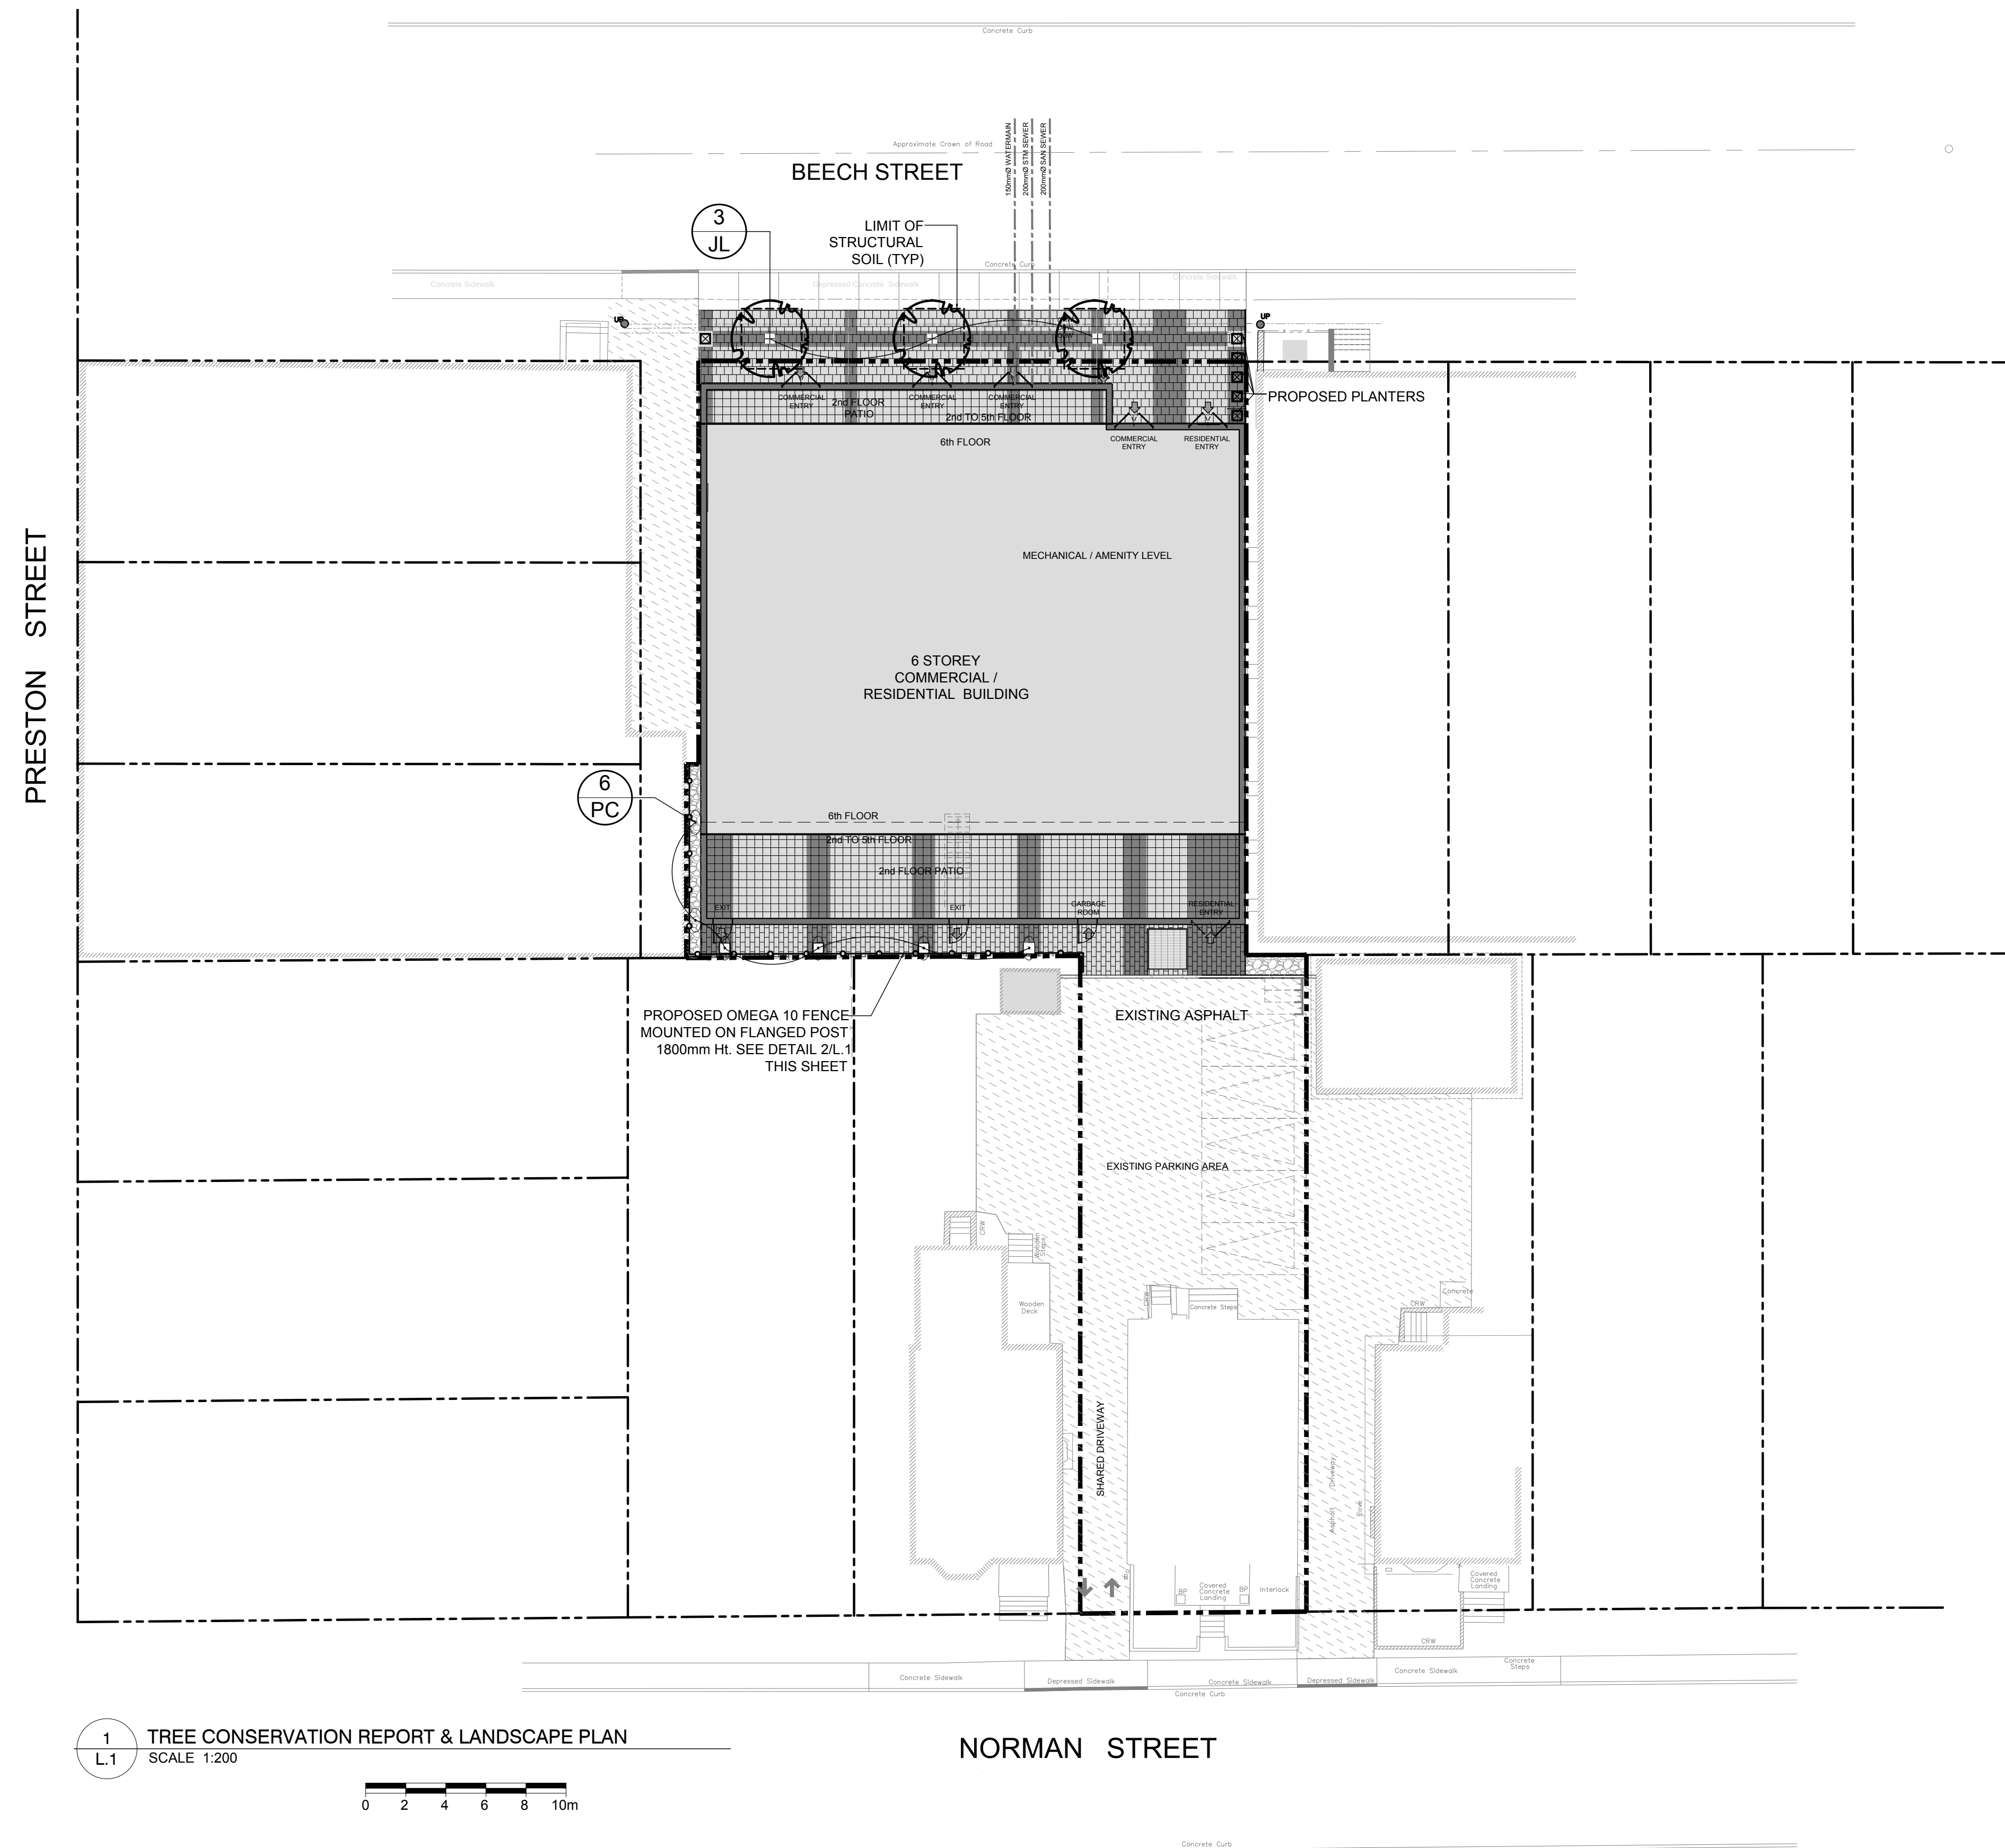 Concrete Curb
Approximate Crown of Road
BEECH STREET
150mmØ WATERMAIN
200mmØ STM SEWER
200mmØ SAN SEWER
3
JL
LIMIT OF
STRUCTURAL
SOIL (TYP)
Concrete Curb
Concrete Sidewalk
Depressed Concrete Sidewalk
Concrete Sidewalk
UP
UP
PROPOSED PLANTERS
COMMERCIAL
ENTRY
2nd FLOOR
PATIO
COMMERCIAL
ENTRY
COMMERCIAL
ENTRY
2nd TO 5th FLOOR
6th FLOOR
COMMERCIAL
ENTRY
RESIDENTIAL
ENTRY
MECHANICAL / AMENITY LEVEL
PRESTON STREET
6 STOREY
COMMERCIAL /
RESIDENTIAL BUILDING
6
PC
6th FLOOR
2nd TO 5th FLOOR
2nd FLOOR PATIO
EXIT
EXIT
GARBAGE
ROOM
RESIDENTIAL
ENTRY
PROPOSED OMEGA 10 FENCE
MOUNTED ON FLANGED POST
1800mm Ht. SEE DETAIL 2/L.1
THIS SHEET
EXISTING ASPHALT
EXISTING PARKING AREA
CRW
Wooden
Steps
Wooden
Deck
CRW
Concrete Steps
Concrete
CRW
SHARED DRIVEWAY
Asphalt Driveway
Eave
BP
Covered
Concrete
Landing
BP
Interlock
Covered
Concrete
Landing
CRW
Concrete
Steps
Concrete Sidewalk
Depressed Sidewalk
Concrete Sidewalk
Depressed Sidewalk
Concrete Sidewalk
Concrete Curb
1
L.1
TREE CONSERVATION REPORT & LANDSCAPE PLAN
SCALE 1:200
0 2 4 6 8 10m
NORMAN STREET
Concrete Curb